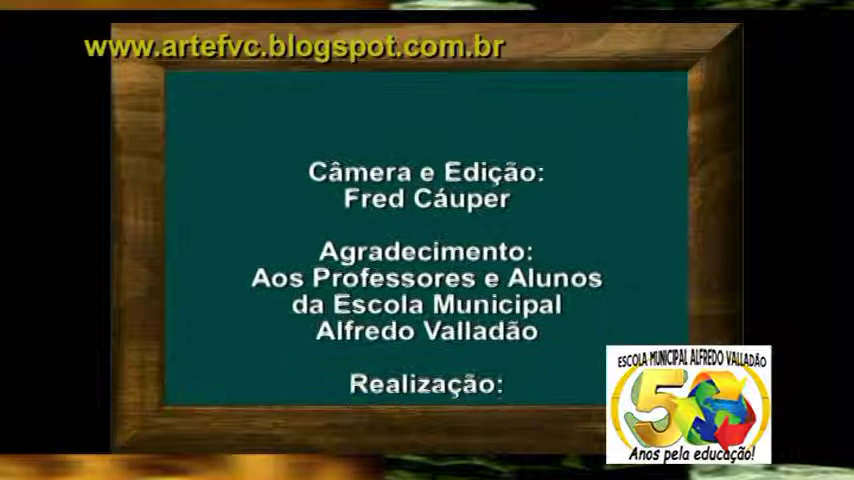 www.artefvc.blogspot.com.br
Câmera e Edição:
Fred Cáuper
Agradecimento:
Aos Professores e Alunos
da Escola Municipal
Alfredo Valladão
Realização:
ESCOLA MUNICIPAL ALFREDO VALLADÃO
50
Anos pela educação!